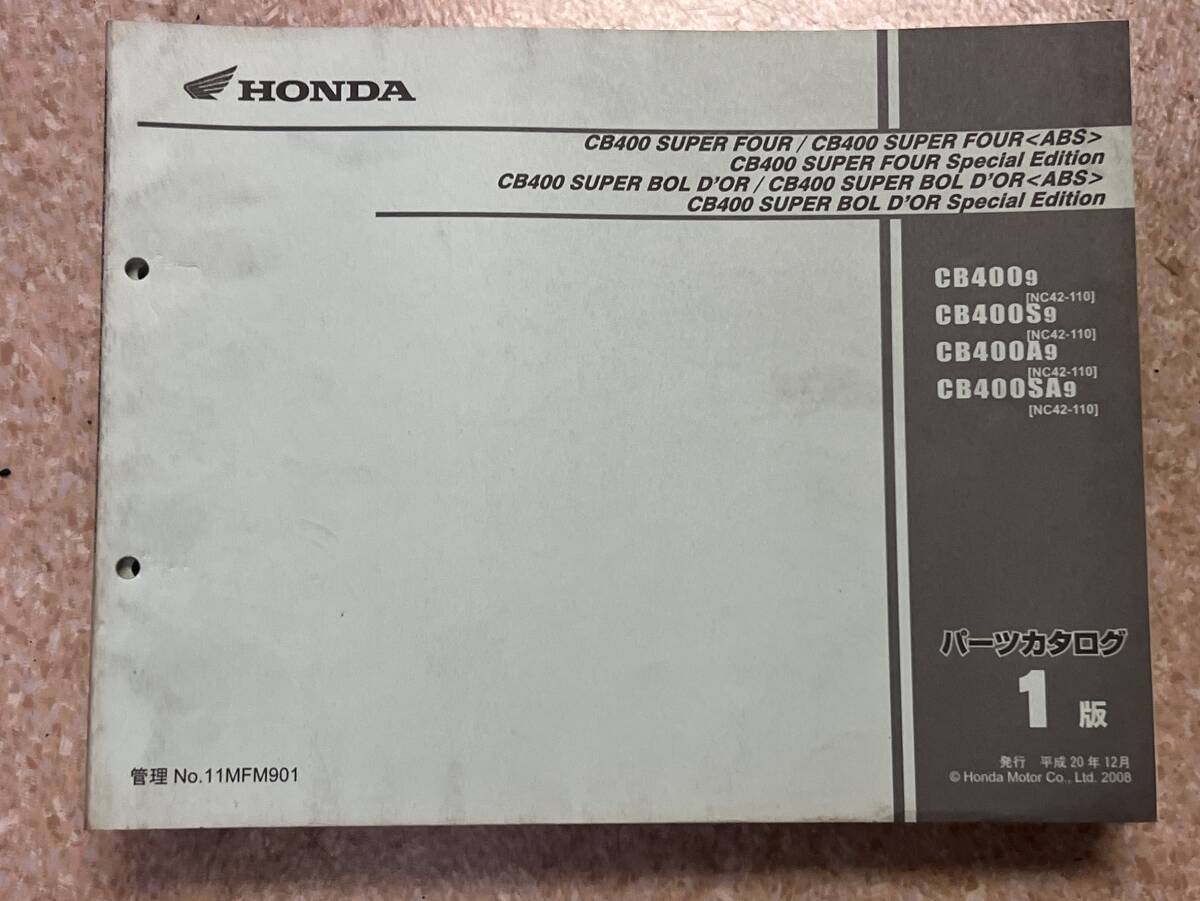 HONDA
CB400 SUPER FOUR / CB400 SUPER FOUR<ABS>
CB400 SUPER FOUR Special Edition
CB400 SUPER BOL D'OR / CB400 SUPER BOL D'OR<ABS>
CB400 SUPER BOL D'OR Special Edition
CB4009
[NC42-110]
CB400S9
[NC42-110]
CB400A9
[NC42-110]
CB400SA9
[NC42-110]
パーツカタログ
1版
発行 平成20年12月
© Honda Motor Co., Ltd. 2008
管理 No.11MFM901